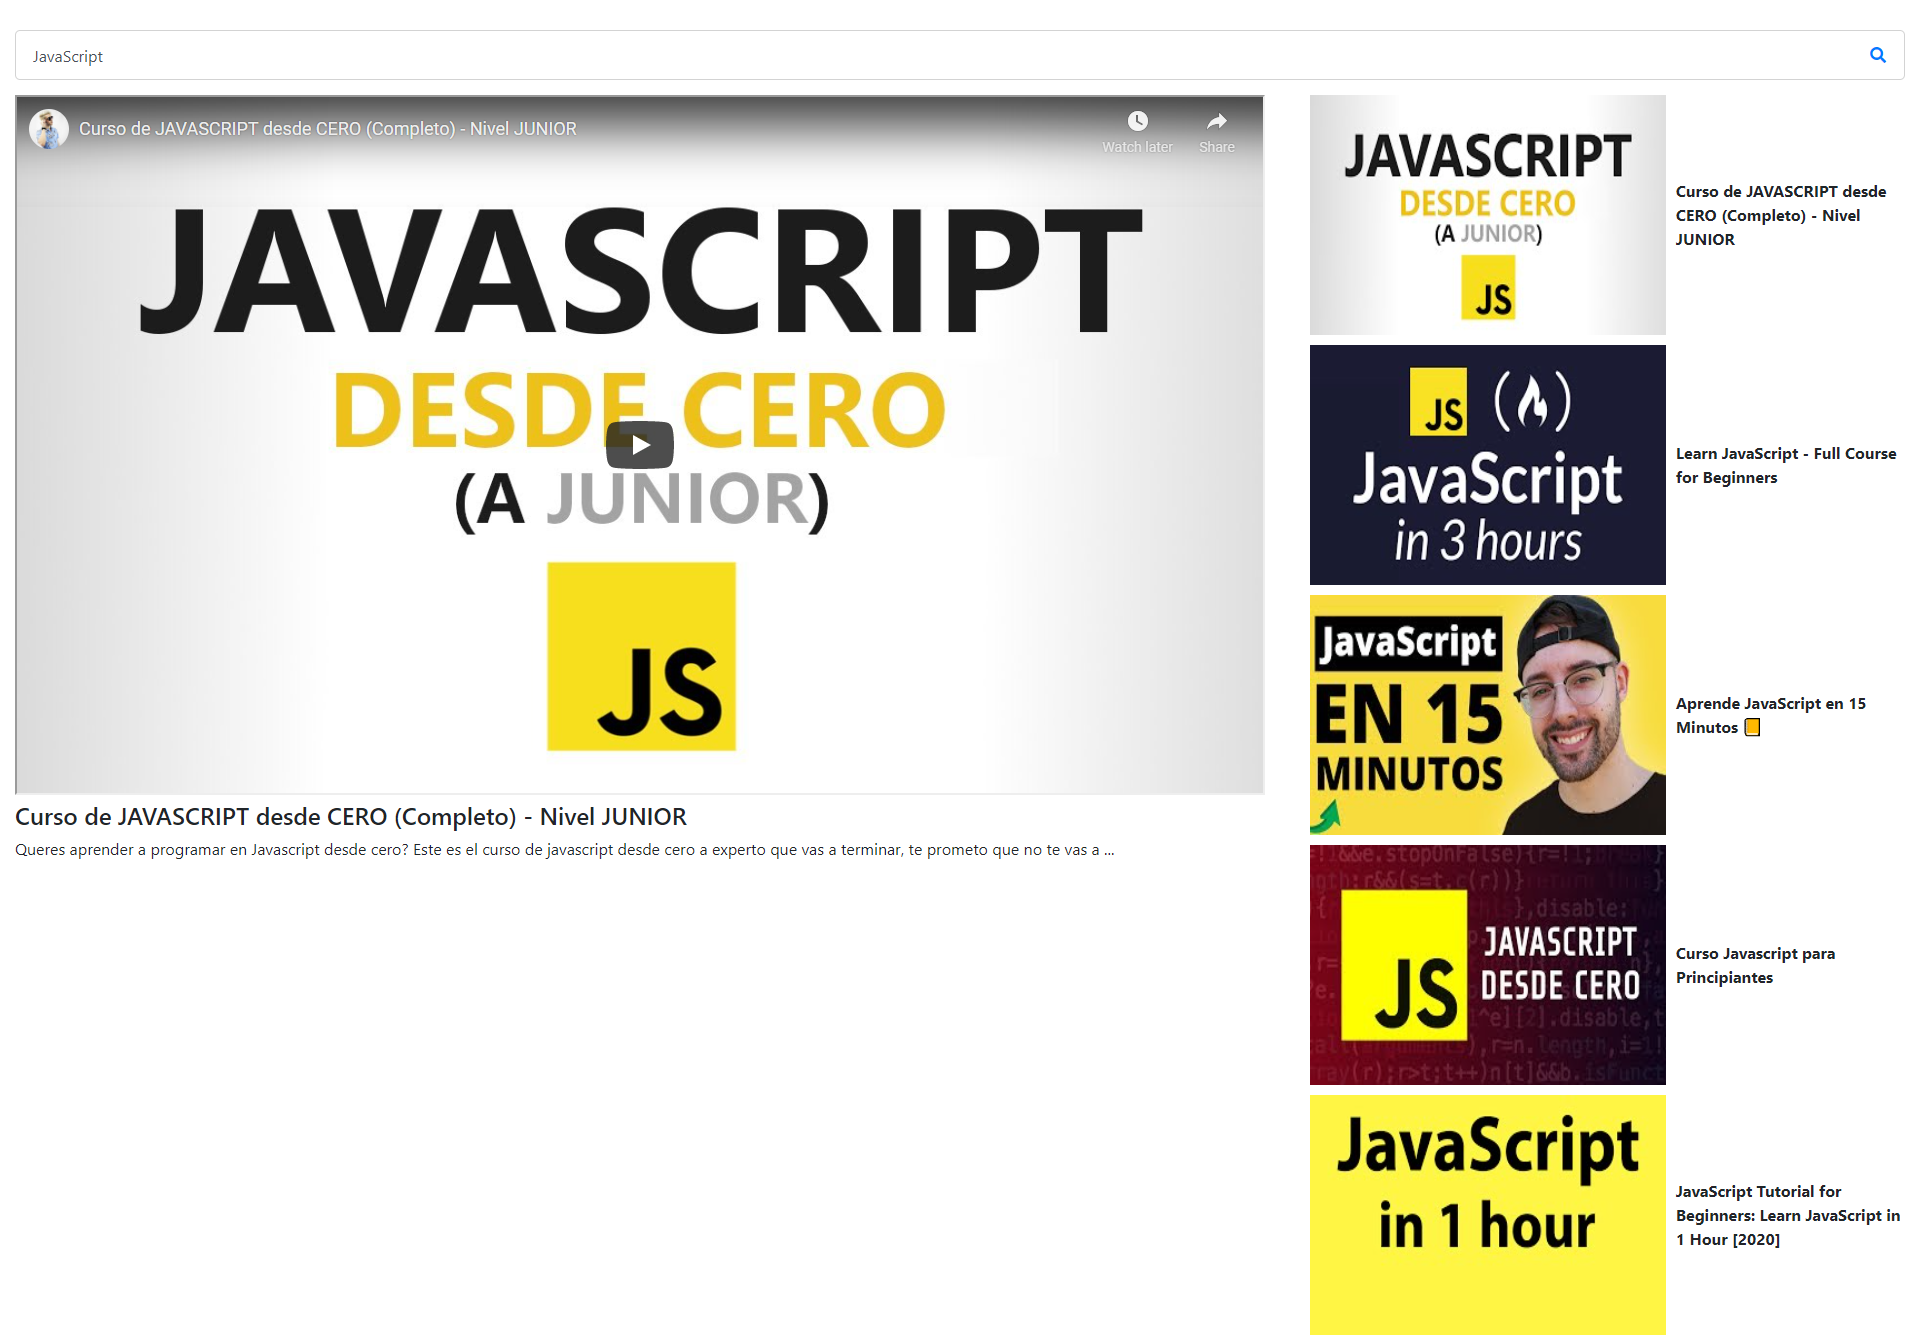 JavaScript
Curso de JAVASCRIPT desde CERO (Completo) - Nivel JUNIOR
Watch later
Share
JAVASCRIPT
DESDE CERO
(A JUNIOR)
JS
Curso de JAVASCRIPT desde CERO (Completo) - Nivel JUNIOR
Queres aprender a programar en Javascript desde cero? Este es el curso de javascript desde cero a experto que vas a terminar, te prometo que no te vas a ...
JAVASCRIPT
DESDE CERO
(A JUNIOR)
JS
Curso de JAVASCRIPT desde
CERO (Completo) - Nivel
JUNIOR
JS
JavaScript
in 3 hours
Learn JavaScript - Full Course
for Beginners
JavaScript
EN 15
MINUTOS
Aprende JavaScript en 15
Minutos 📒
JS
JAVASCRIPT
DESDE CERO
Curso Javascript para
Principiantes
JavaScript
in 1 hour
JavaScript Tutorial for
Beginners: Learn JavaScript in
1 Hour [2020]